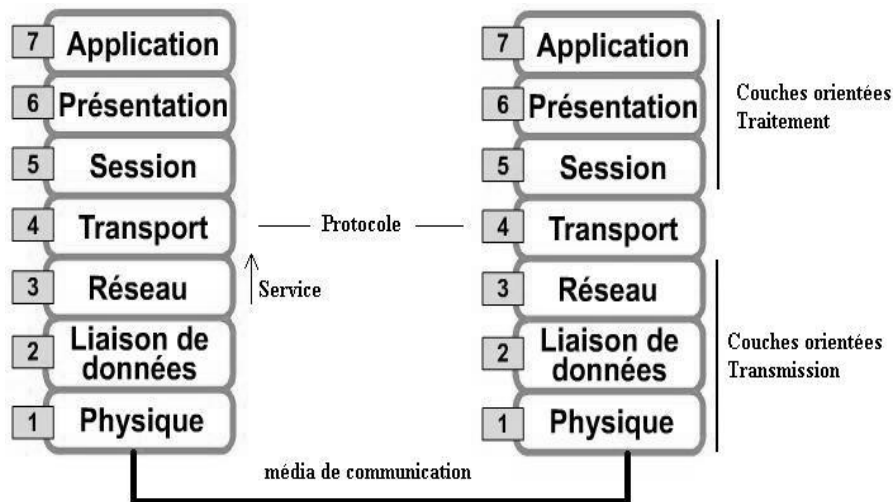 7 Application
6 Présentation
5 Session
4 Transport
3 Réseau
2 Liaison de
données
1 Physique
Protocole
Service
média de communication
7 Application
6 Présentation
5 Session
4 Transport
3 Réseau
2 Liaison de
données
1 Physique
Couches orientées
Traitement
Couches orientées
Transmission